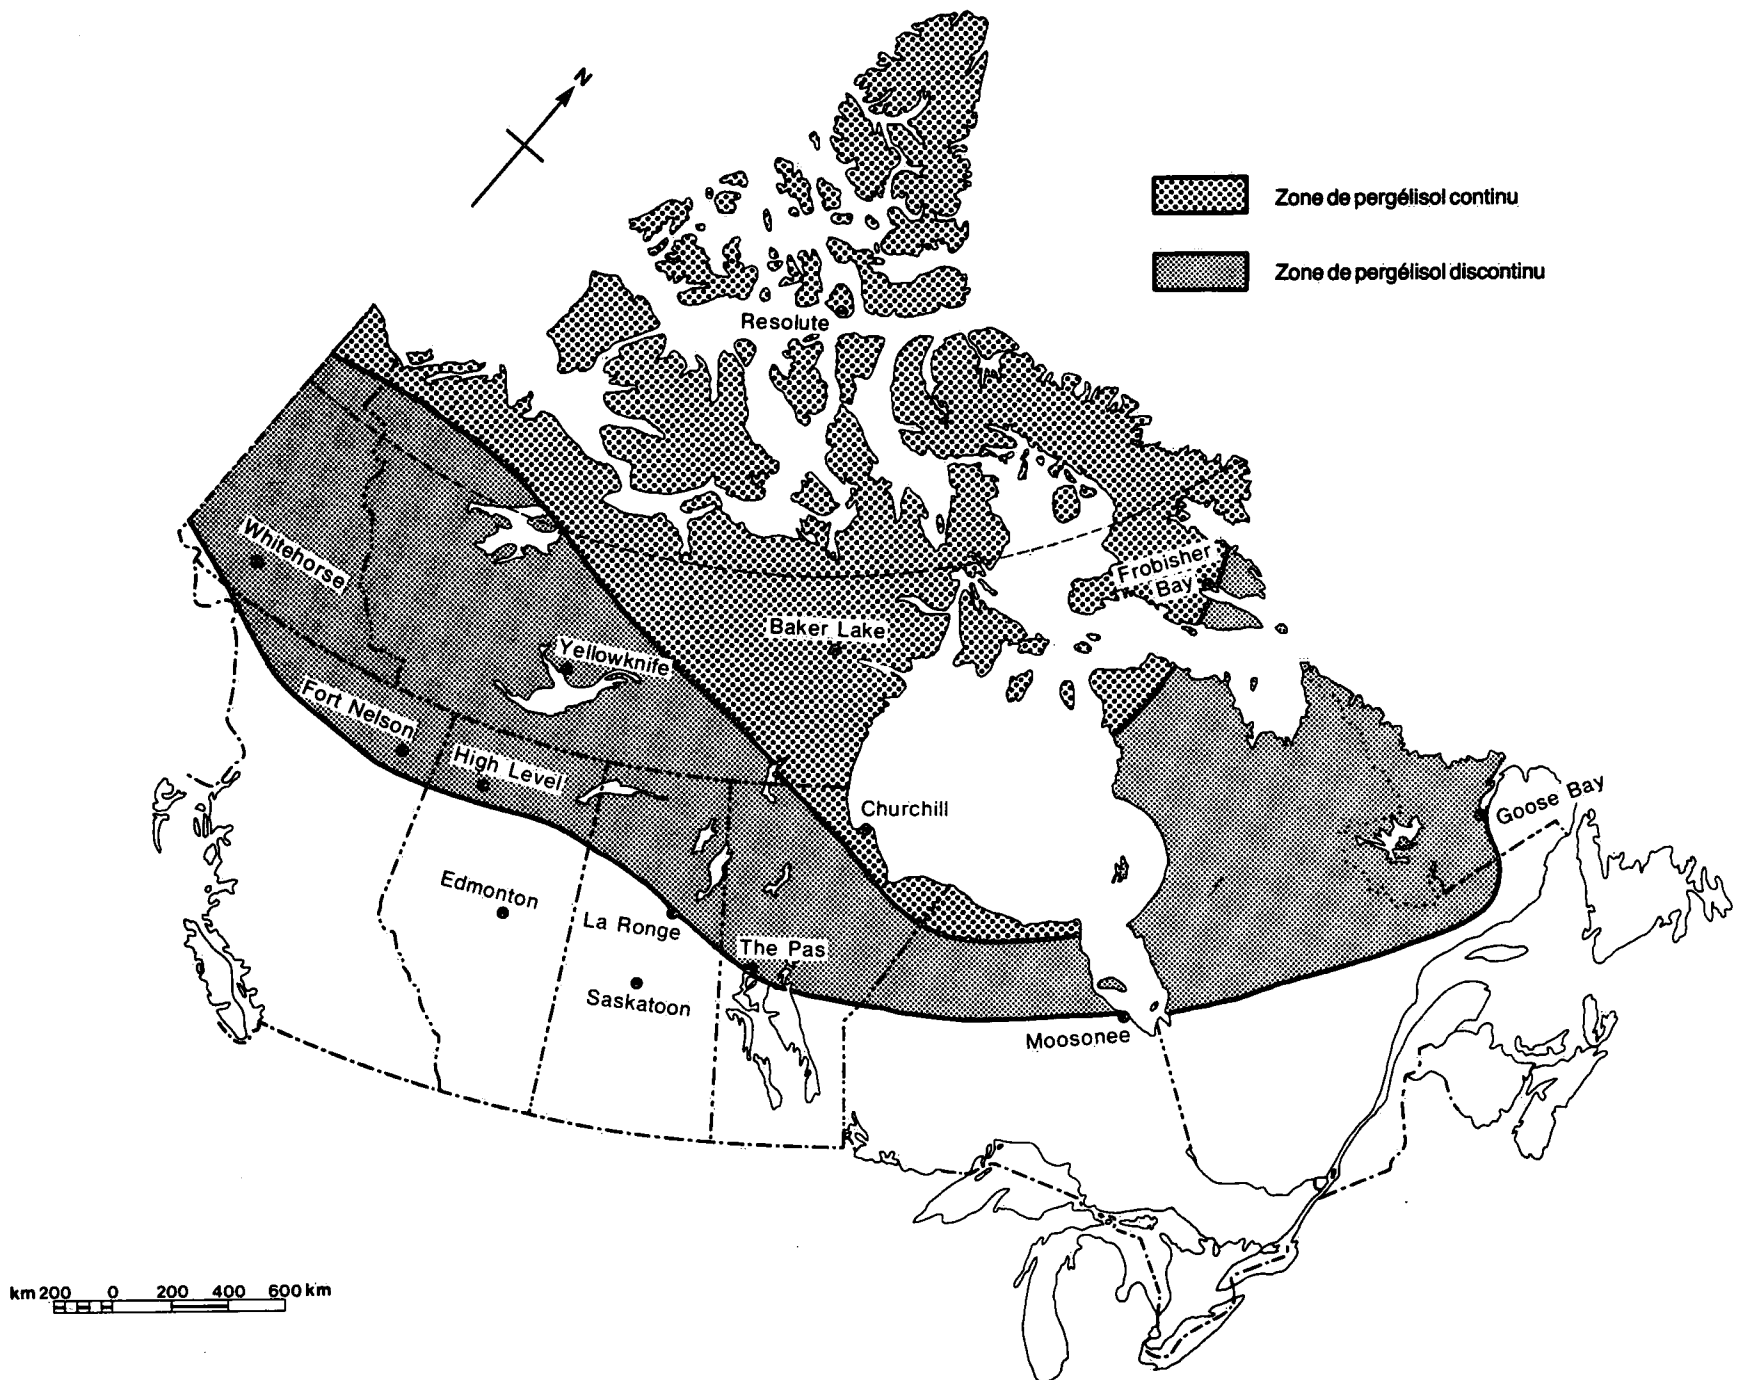 N
Zone de pergélisol continu
Zone de pergélisol discontinu
Resolute
Whitehorse
Frobisher
Bay
Baker Lake
Yellowknife
Fort Nelson
High Level
Churchill
Goose Bay
Edmonton
La Ronge
The Pas
Saskatoon
Moosonee
km 200 0 200 400 600 km